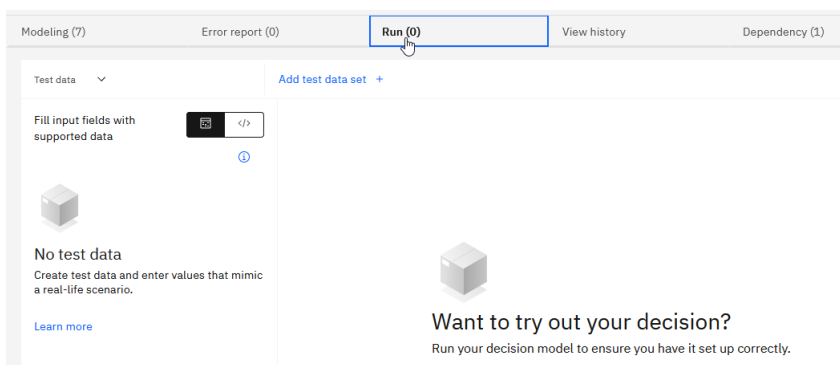 Modeling (7)
Error report (0)
Run (0)
View history
Dependency (1)
Test data
Add test data set +
Fill input fields with
supported data
</>
No test data
Create test data and enter values that mimic
a real-life scenario.
Learn more
Want to try out your decision?
Run your decision model to ensure you have it set up correctly.